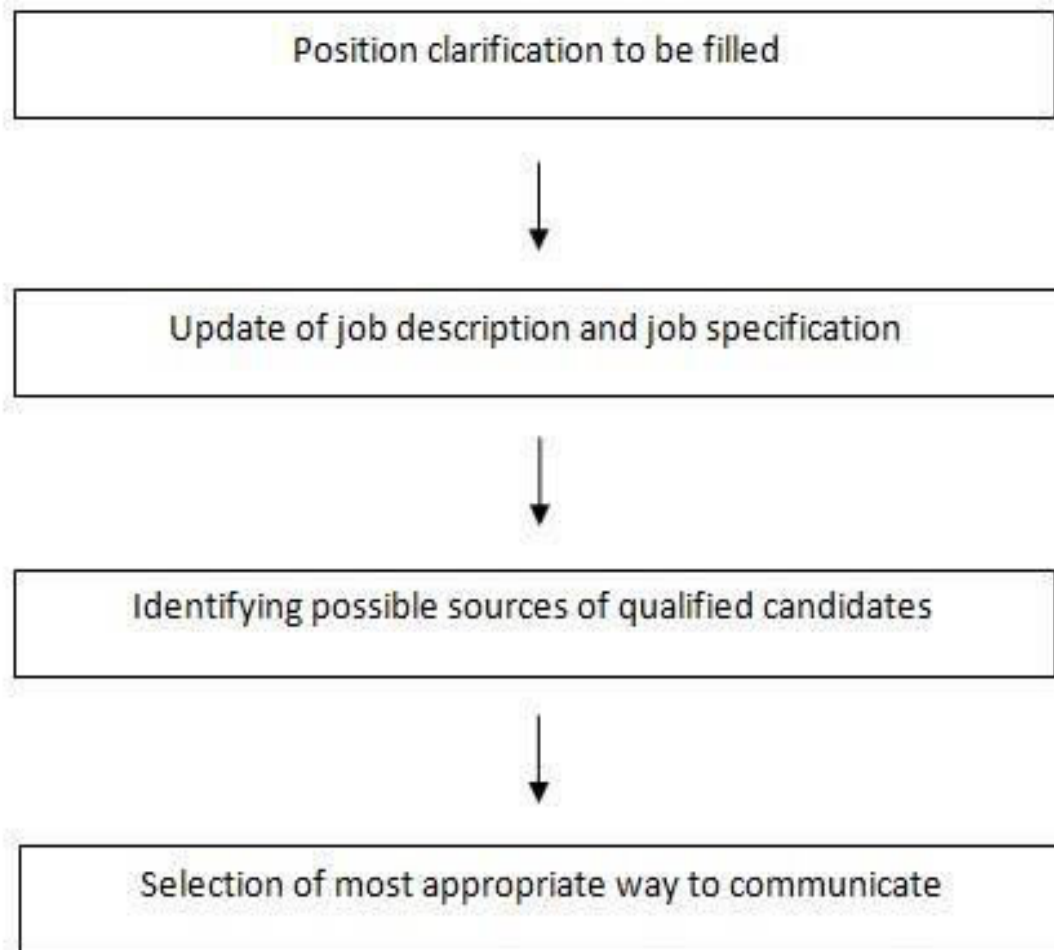 Position clarification to be filled
Update of job description and job specification
Identifying possible sources of qualified candidates
Selection of most appropriate way to communicate